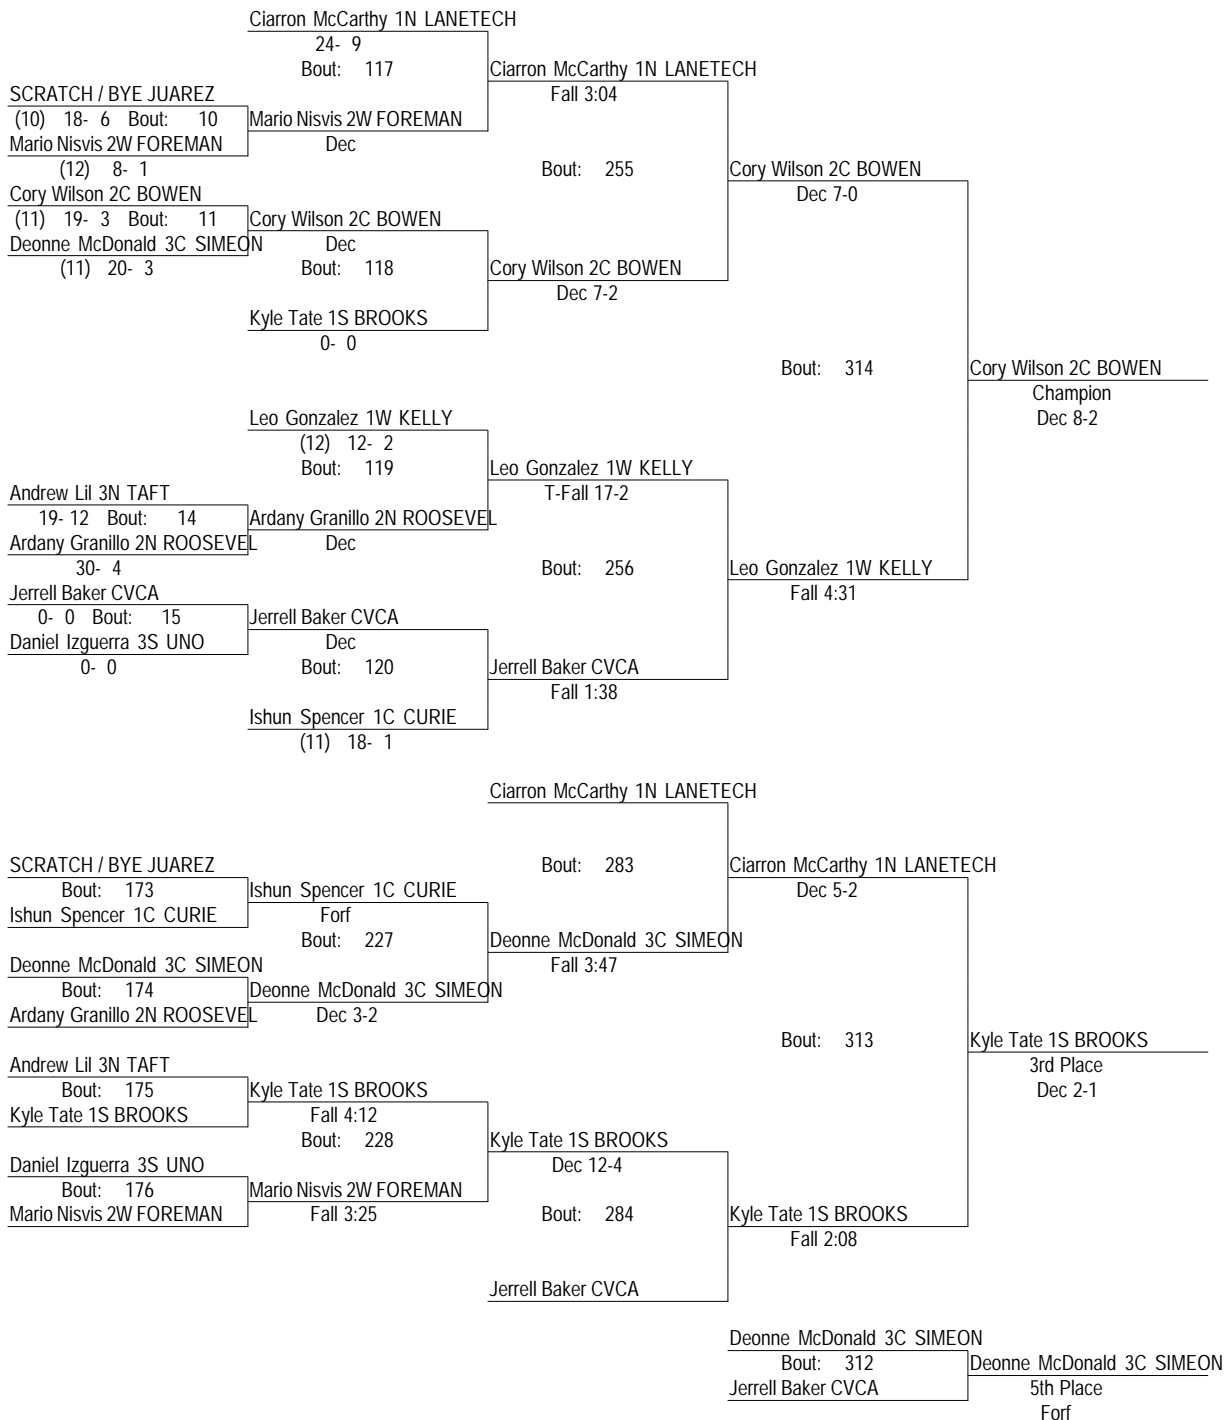 Ciarron McCarthy 1N LANETECH
24- 9
Bout: 117
Ciarron McCarthy 1N LANETECH
Fall 3:04
SCRATCH / BYE JUAREZ
(10) 18- 6 Bout: 10
Mario Nisvis 2W FOREMAN
Mario Nisvis 2W FOREMAN
Dec
(12) 8- 1
Bout: 255
Cory Wilson 2C BOWEN
Dec 7-0
Cory Wilson 2C BOWEN
(11) 19- 3 Bout: 11
Cory Wilson 2C BOWEN
Deonne McDonald 3C SIMEON
Dec
(11) 20- 3
Bout: 118
Cory Wilson 2C BOWEN
Dec 7-2
Kyle Tate 1S BROOKS
0- 0
Bout: 314
Cory Wilson 2C BOWEN
Champion
Dec 8-2
Leo Gonzalez 1W KELLY
(12) 12- 2
Bout: 119
Leo Gonzalez 1W KELLY
T-Fall 17-2
Andrew Lil 3N TAFT
19- 12 Bout: 14
Ardany Granillo 2N ROOSEVEL
Ardany Granillo 2N ROOSEVEL
Dec
30- 4
Bout: 256
Leo Gonzalez 1W KELLY
Fall 4:31
Jerrell Baker CVCA
0- 0 Bout: 15
Jerrell Baker CVCA
Daniel Izguerra 3S UNO
Dec
0- 0
Bout: 120
Jerrell Baker CVCA
Fall 1:38
Ishun Spencer 1C CURIE
(11) 18- 1
Ciarron McCarthy 1N LANETECH
Bout: 283
Ciarron McCarthy 1N LANETECH
Dec 5-2
SCRATCH / BYE JUAREZ
Bout: 173
Ishun Spencer 1C CURIE
Ishun Spencer 1C CURIE
Forf
Bout: 227
Deonne McDonald 3C SIMEON
Fall 3:47
Deonne McDonald 3C SIMEON
Bout: 174
Deonne McDonald 3C SIMEON
Ardany Granillo 2N ROOSEVEL
Dec 3-2
Bout: 313
Kyle Tate 1S BROOKS
3rd Place
Dec 2-1
Andrew Lil 3N TAFT
Bout: 175
Kyle Tate 1S BROOKS
Kyle Tate 1S BROOKS
Fall 4:12
Bout: 228
Kyle Tate 1S BROOKS
Dec 12-4
Daniel Izguerra 3S UNO
Bout: 176
Mario Nisvis 2W FOREMAN
Mario Nisvis 2W FOREMAN
Fall 3:25
Bout: 284
Kyle Tate 1S BROOKS
Fall 2:08
Jerrell Baker CVCA
Deonne McDonald 3C SIMEON
Bout: 312
Deonne McDonald 3C SIMEON
Jerrell Baker CVCA
5th Place
Forf